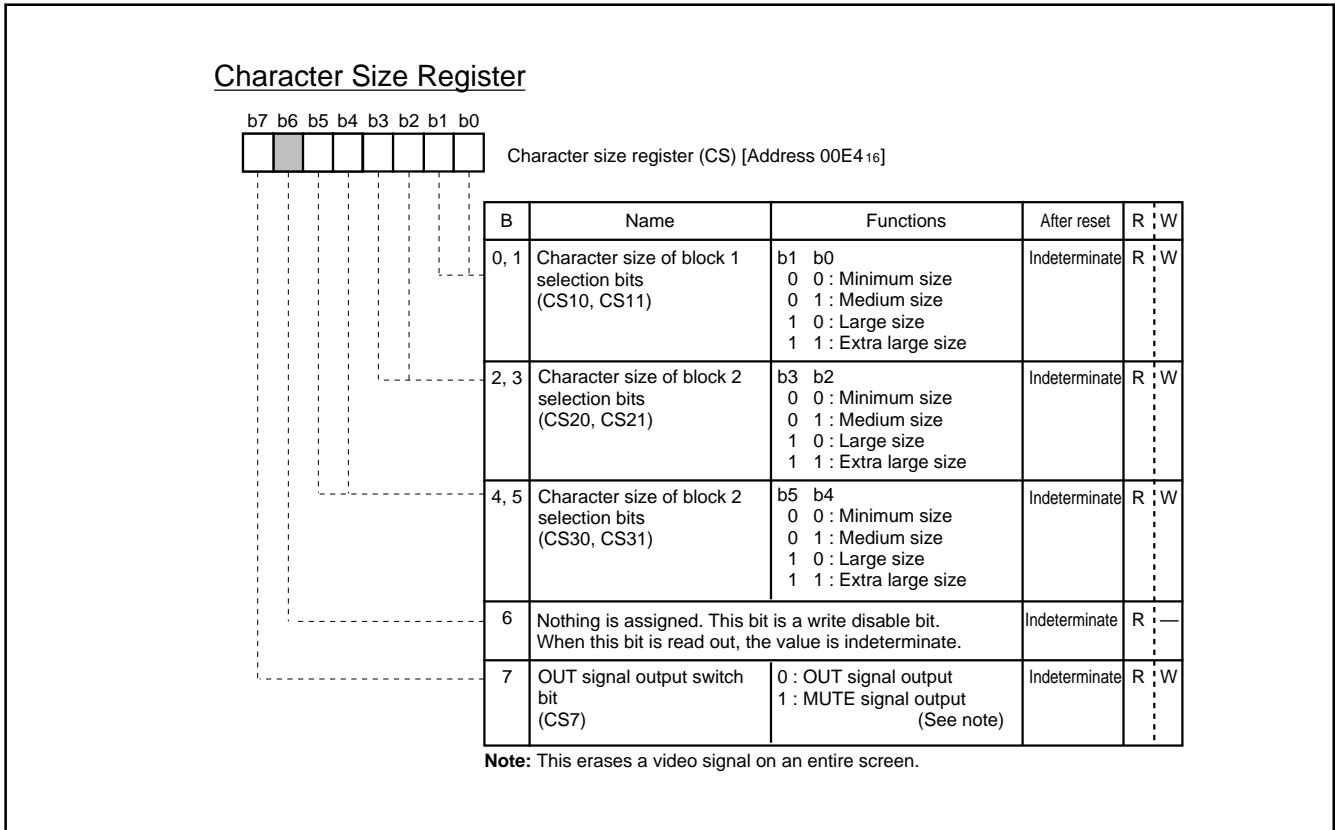 Character Size Register
b7 b6 b5 b4 b3 b2 b1 b0
Character size register (CS) [Address 00E4₁₆]
B Name Functions After reset R W
0, 1 Character size of block 1 b1 b0 Indeterminate R W
selection bits 0 0 : Minimum size
(CS10, CS11) 0 1 : Medium size
1 0 : Large size
1 1 : Extra large size
2, 3 Character size of block 2 b3 b2 Indeterminate R W
selection bits 0 0 : Minimum size
(CS20, CS21) 0 1 : Medium size
1 0 : Large size
1 1 : Extra large size
4, 5 Character size of block 2 b5 b4 Indeterminate R W
selection bits 0 0 : Minimum size
(CS30, CS31) 0 1 : Medium size
1 0 : Large size
1 1 : Extra large size
6 Nothing is assigned. This bit is a write disable bit. Indeterminate R —
When this bit is read out, the value is indeterminate.
7 OUT signal output switch 0 : OUT signal output Indeterminate R W
bit 1 : MUTE signal output
(CS7) (See note)
Note: This erases a video signal on an entire screen.